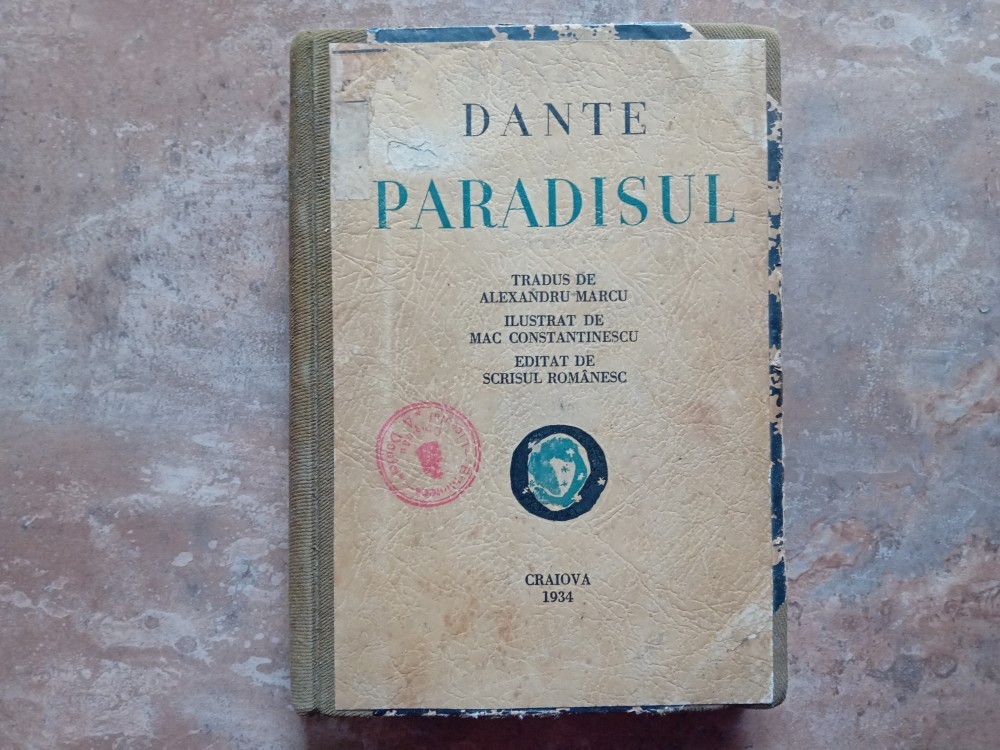 DANTE
PARADISUL
TRADUS DE
ALEXANDRU MARCU
ILUSTRAT DE
MAC CONSTANTINESCU
EDITAT DE
SCRISUL ROMÂNESC
CRAIOVA
1934